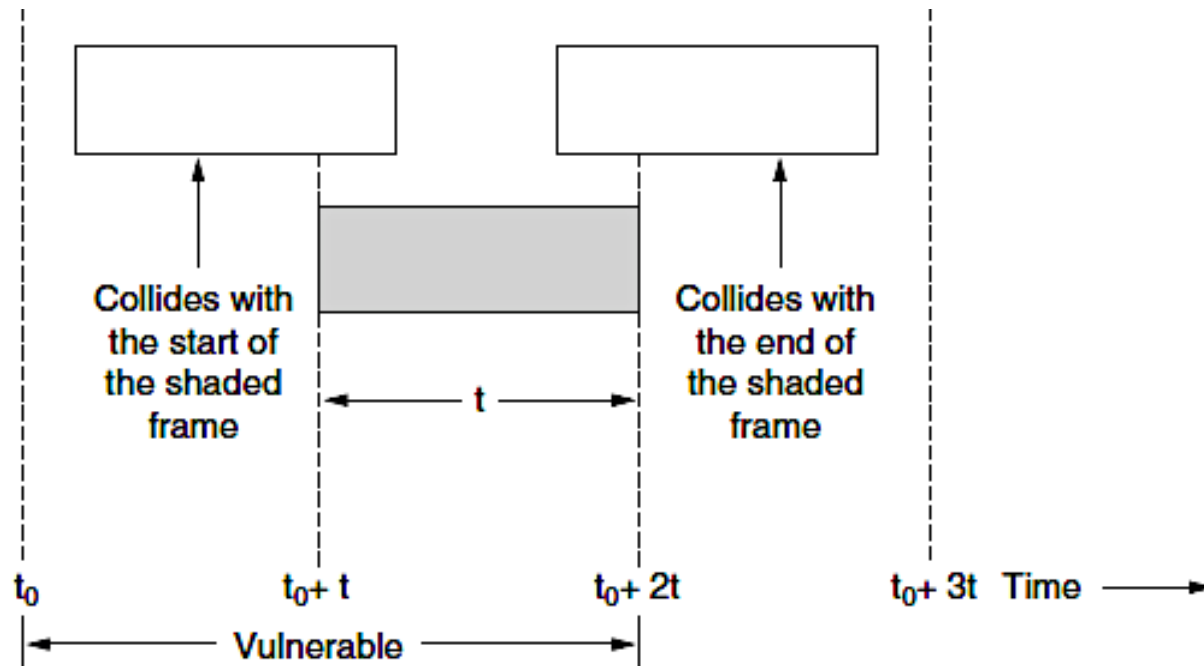 Collides with
the start of
the shaded
frame
Collides with
the end of
the shaded
frame
t
t₀ t₀+ t t₀+ 2t t₀+ 3t Time
Vulnerable